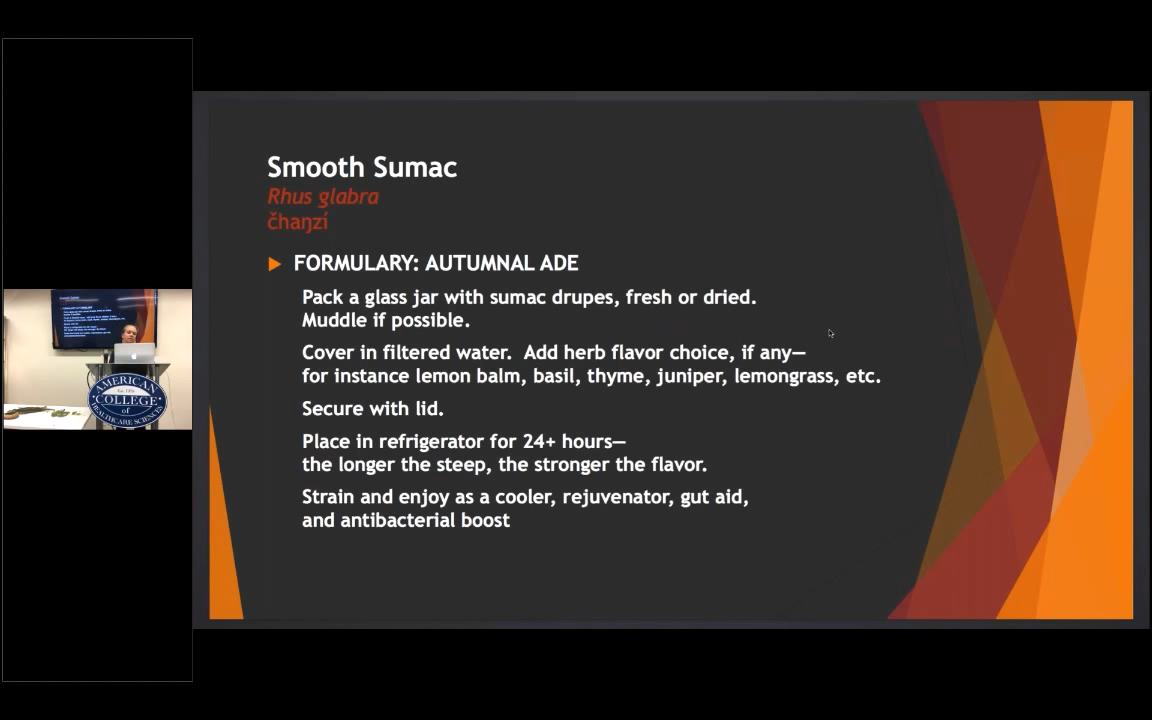 Smooth Sumac
Rhus glabra
čhaŋzí
FORMULARY: AUTUMNAL ADE
Pack a glass jar with sumac drupes, fresh or dried.
Muddle if possible.
Cover in filtered water.  Add herb flavor choice, if any—
for instance lemon balm, basil, thyme, juniper, lemongrass, etc.
Secure with lid.
Place in refrigerator for 24+ hours—
the longer the steep, the stronger the flavor.
Strain and enjoy as a cooler, rejuvenator, gut aid,
and antibacterial boost
AMERICAN
COLLEGE
of
HEALTHCARE SCIENCES